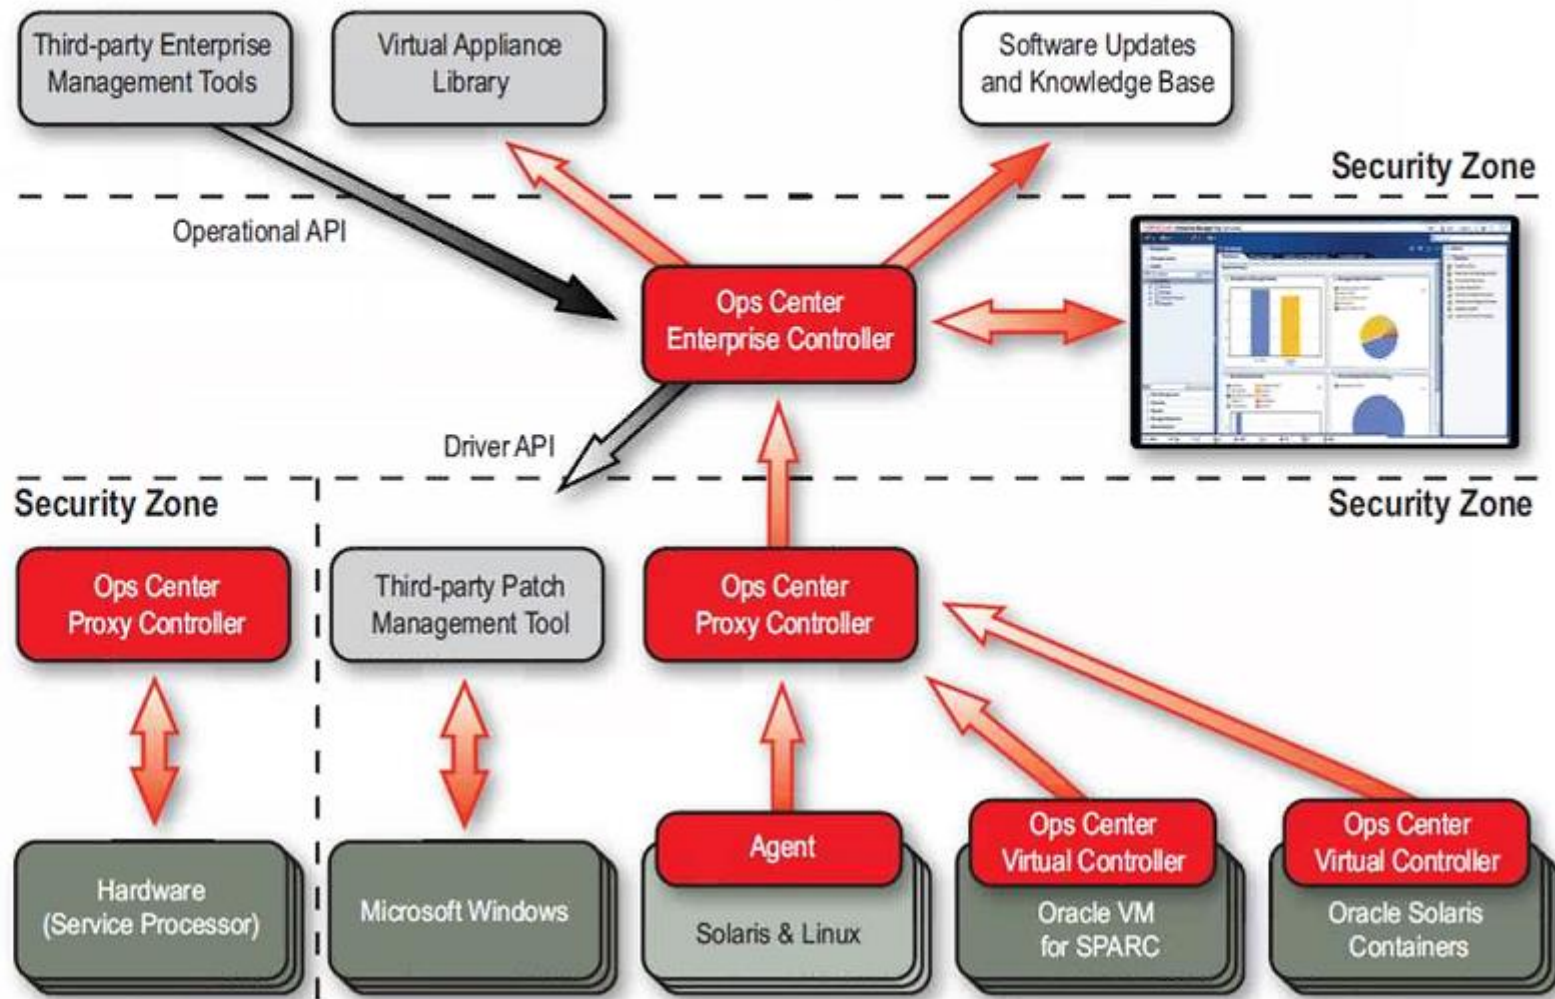 Third-party Enterprise
Management Tools
Virtual Appliance
Library
Software Updates
and Knowledge Base
Security Zone
Operational API
Ops Center
Enterprise Controller
Driver API
Security Zone
Security Zone
Ops Center
Proxy Controller
Third-party Patch
Management Tool
Ops Center
Proxy Controller
Hardware
(Service Processor)
Microsoft Windows
Agent
Solaris & Linux
Ops Center
Virtual Controller
Oracle VM
for SPARC
Ops Center
Virtual Controller
Oracle Solaris
Containers